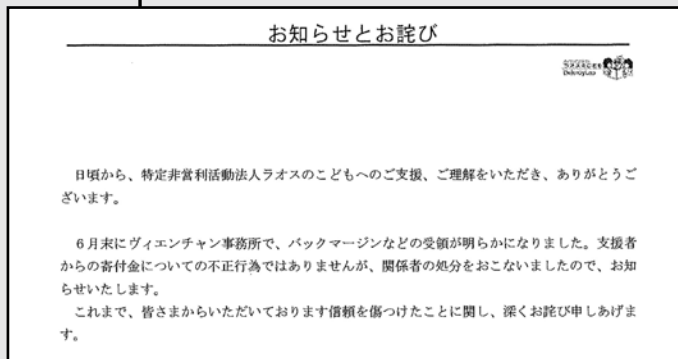 お知らせとお詫び
日頃から、特定非営利活動法人ラオスのこどもへのご支援、ご理解をいただき、ありがとうご
ざいます。
6月末にヴィエンチャン事務所で、バックマージンなどの受領が明らかになりました。支援者
からの寄付金についての不正行為ではありませんが、関係者の処分をおこないましたので、お知
らせいたします。
これまで、皆さまからいただいております信頼を傷つけたことに関し、深くお詫び申しあげま
す。